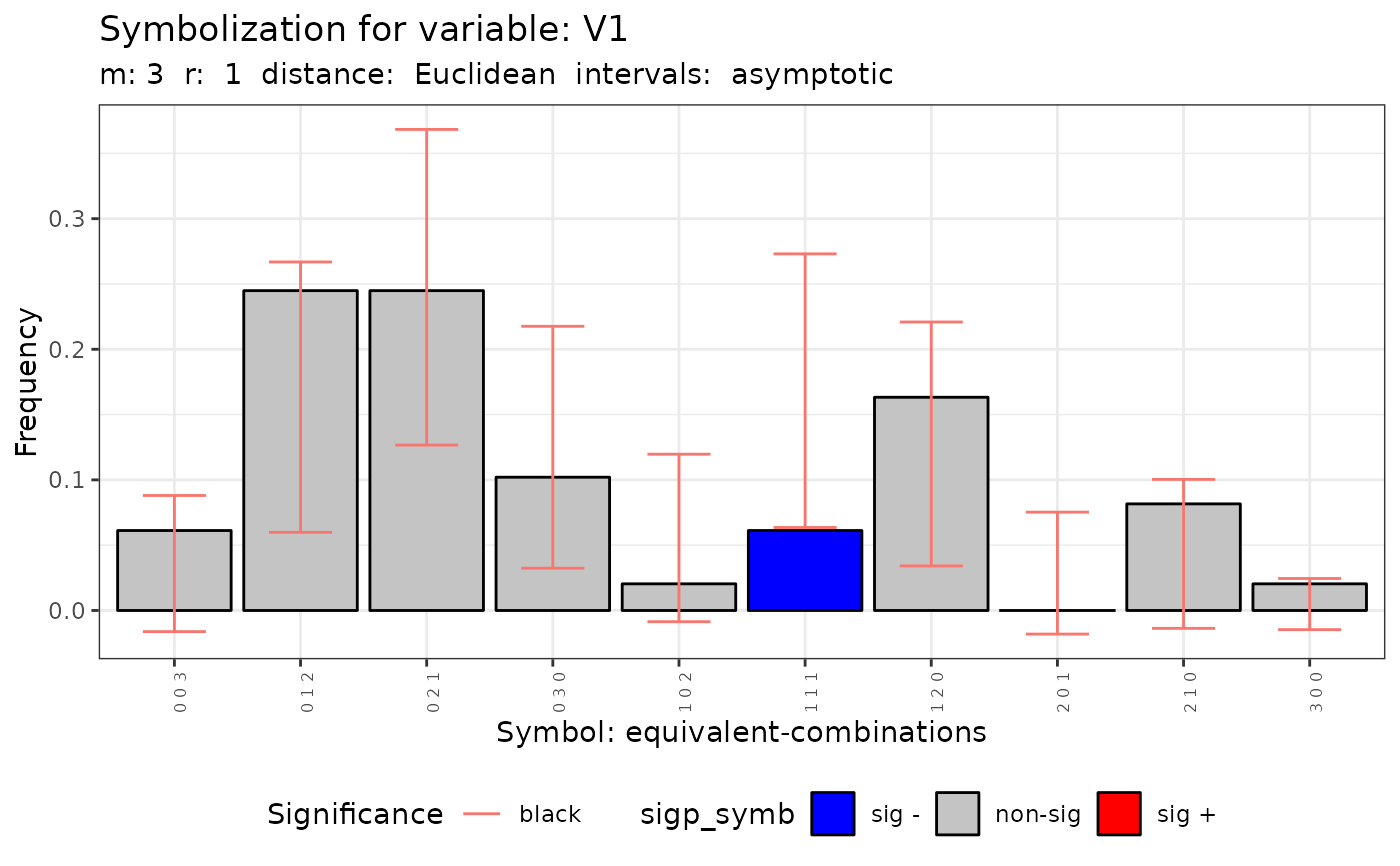 Symbolization for variable: V1
m: 3  r:  1  distance:  Euclidean  intervals:  asymptotic
Frequency
0.3
0.2
0.1
0.0
0 0 3
0 1 2
0 2 1
0 3 0
1 0 2
1 1 1
1 2 0
2 0 1
2 1 0
3 0 0
Symbol: equivalent-combinations
Significance black sigp_symb sig - non-sig sig +